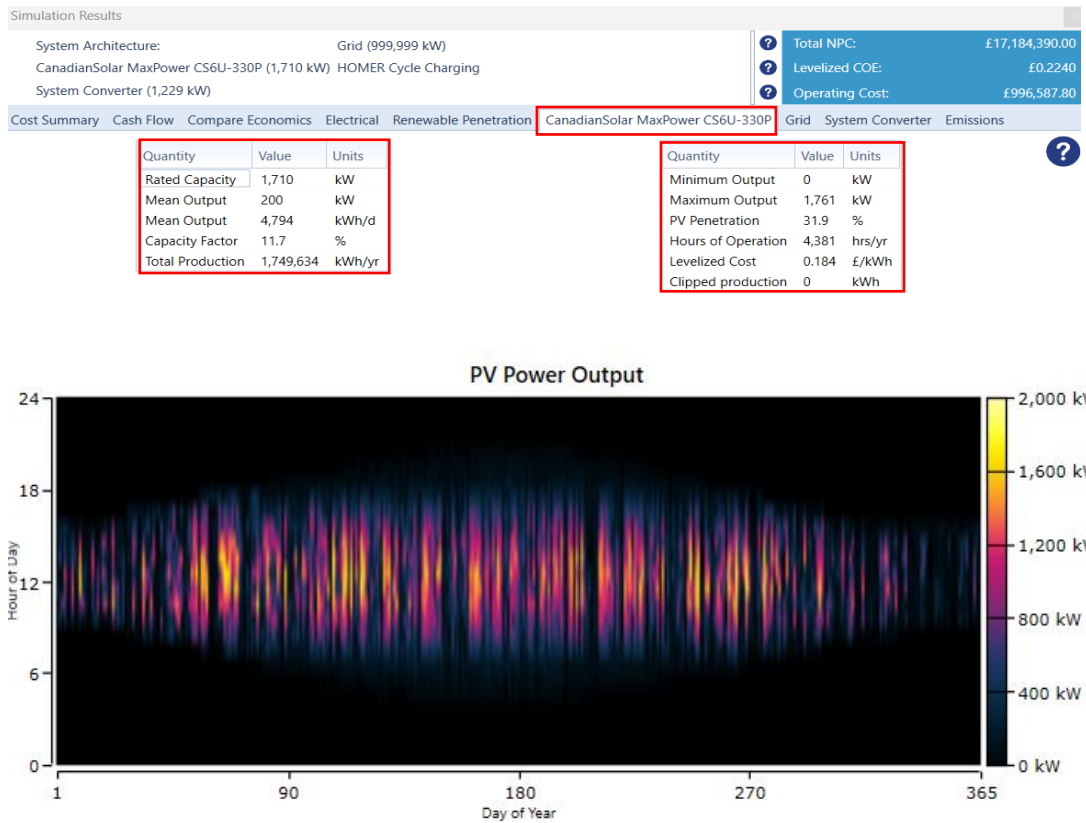 Simulation Results
System Architecture: Grid (999,999 kW)
CanadianSolar MaxPower CS6U-330P (1,710 kW) HOMER Cycle Charging
System Converter (1,229 kW)
? Total NPC: £17,184,390.00
? Levelized COE: £0.2240
? Operating Cost: £996,587.80
Cost Summary Cash Flow Compare Economics Electrical Renewable Penetration CanadianSolar MaxPower CS6U-330P Grid System Converter Emissions
?
Quantity Value Units
Rated Capacity 1,710 kW
Mean Output 200 kW
Mean Output 4,794 kWh/d
Capacity Factor 11.7 %
Total Production 1,749,634 kWh/yr
Quantity Value Units
Minimum Output 0 kW
Maximum Output 1,761 kW
PV Penetration 31.9 %
Hours of Operation 4,381 hrs/yr
Levelized Cost 0.184 £/kWh
Clipped production 0 kWh
PV Power Output
24
18
12
6
0
Hour of Day
1 90 180 270 365
Day of Year
2,000 kW
1,600 kW
1,200 kW
800 kW
400 kW
0 kW